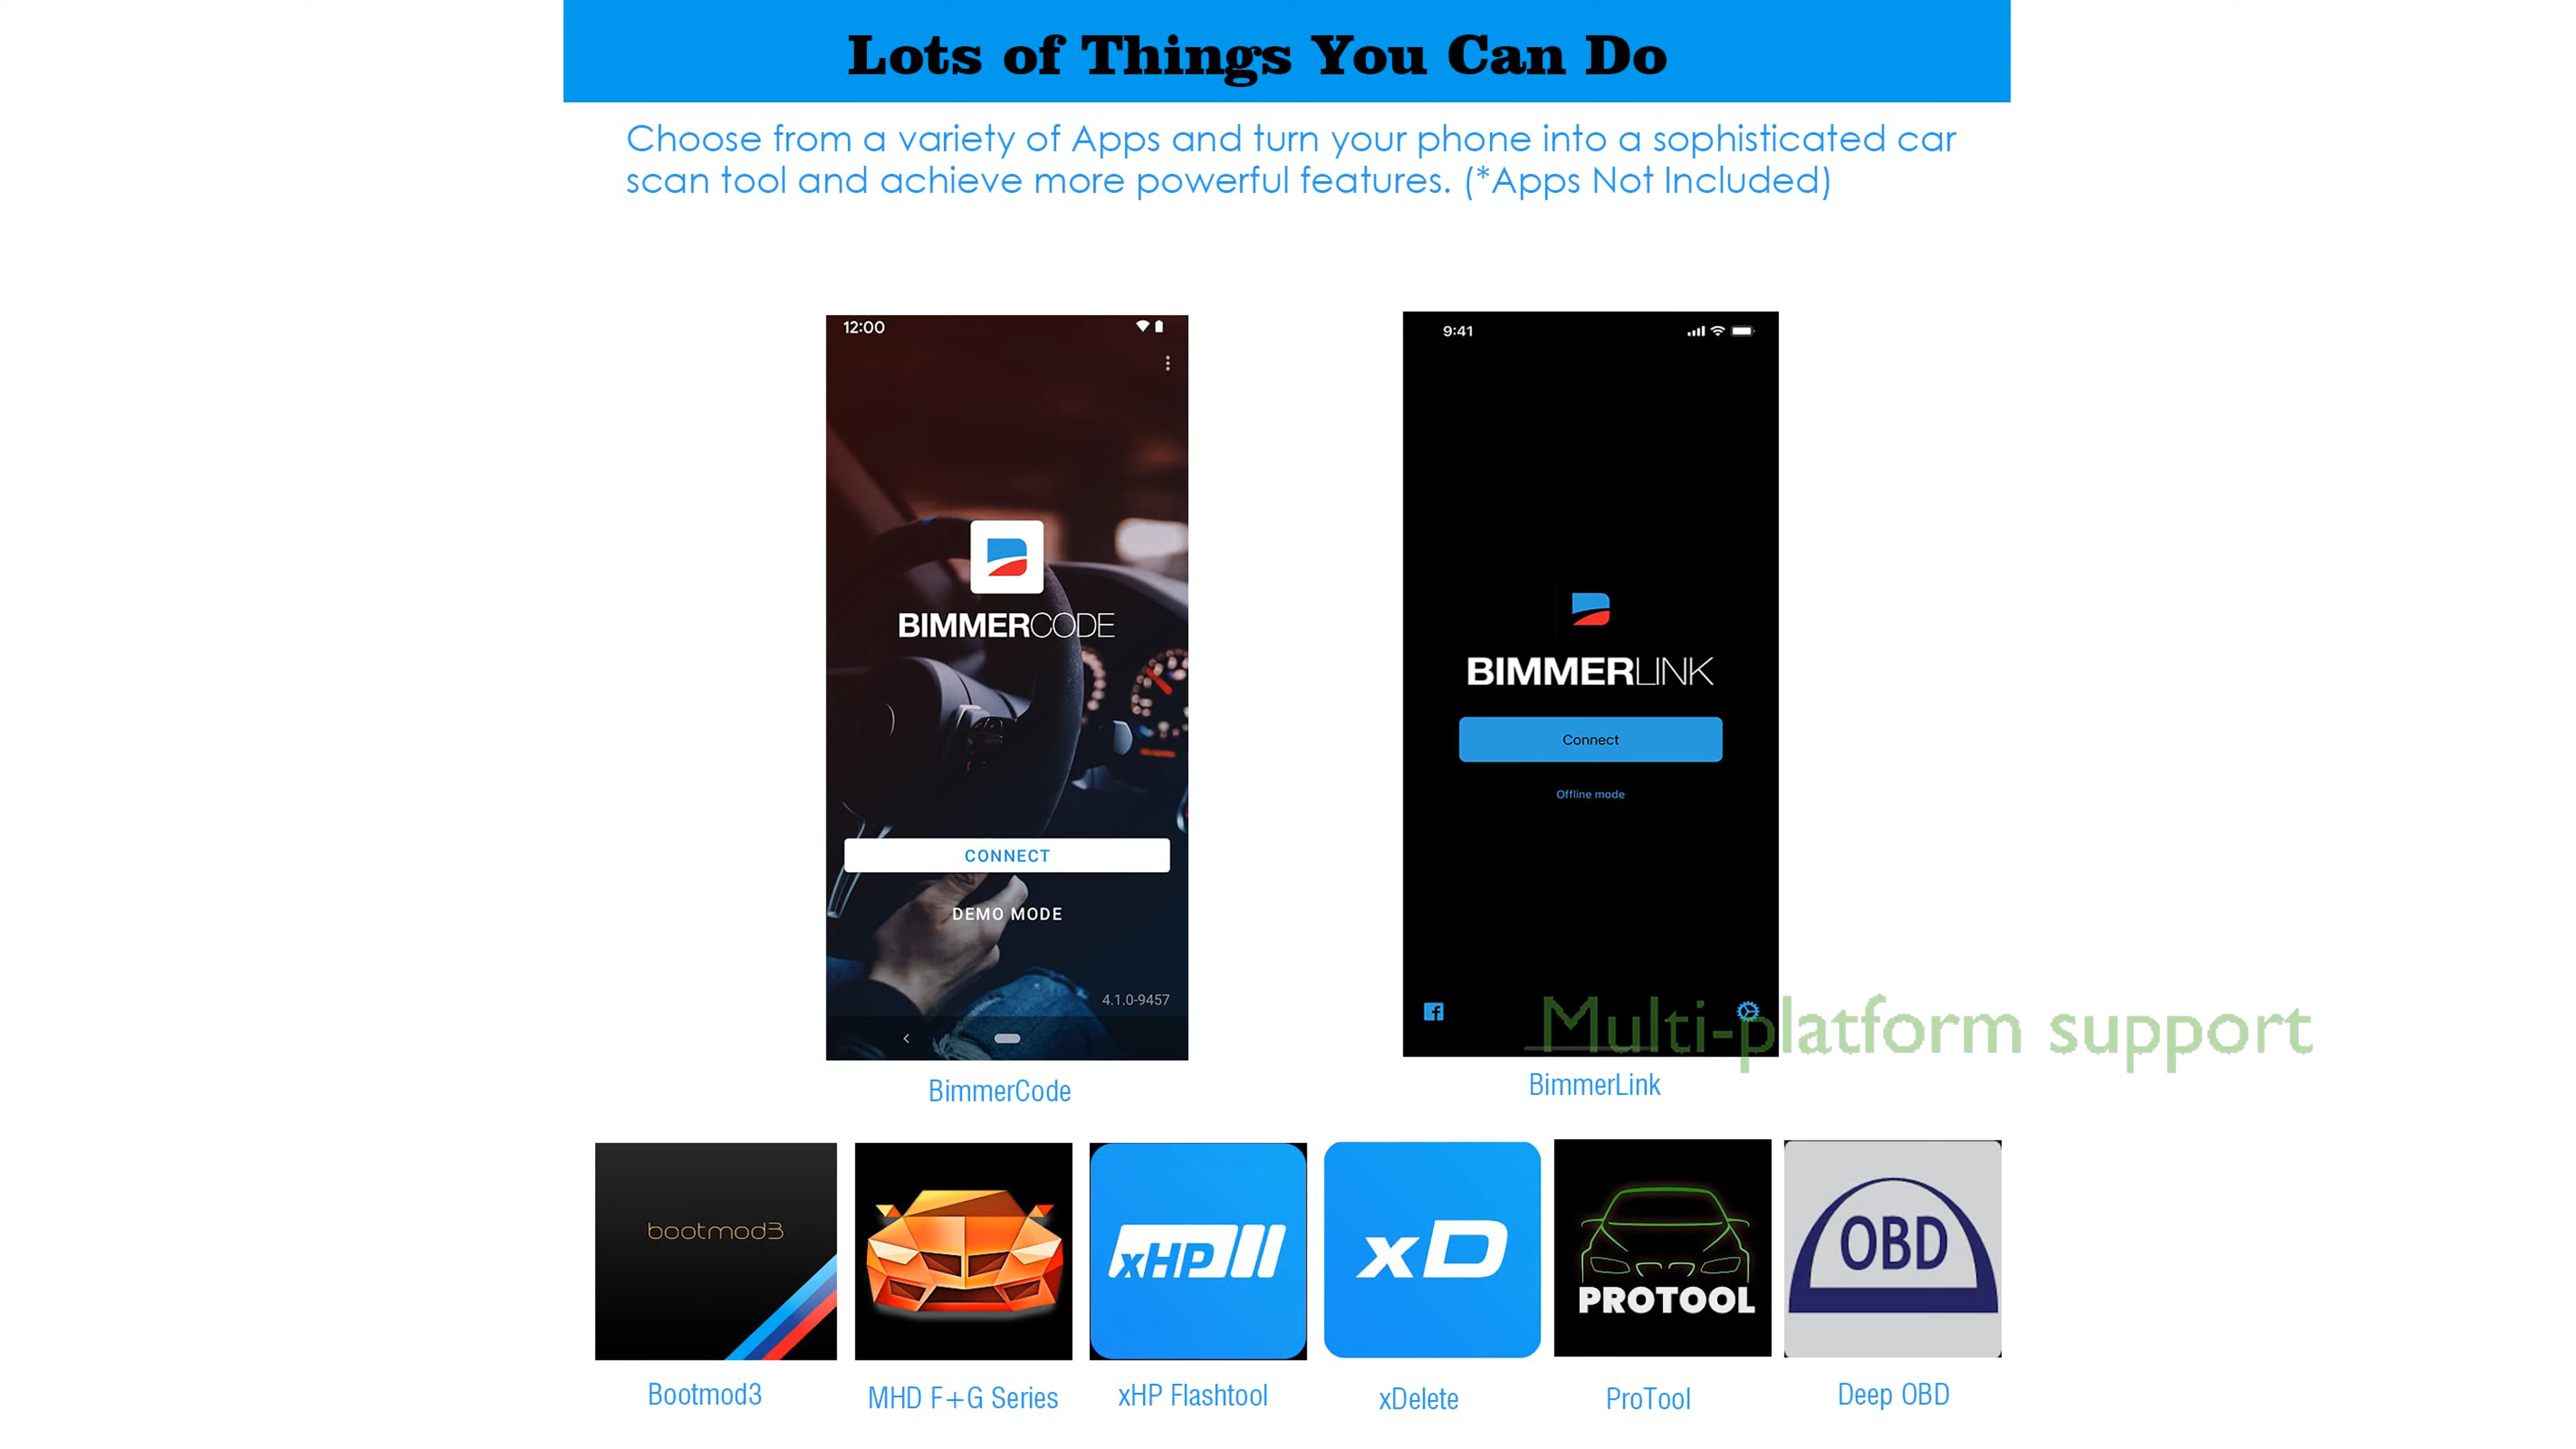 Lots of Things You Can Do
Choose from a variety of Apps and turn your phone into a sophisticated car
scan tool and achieve more powerful features. (*Apps Not Included)
12:00
BIMMERCODE
CONNECT
DEMO MODE
4.1.0-9457
BimmerCode
9:41
BIMMERLINK
Connect
Offline mode
Multi-platform support
BimmerLink
bootmod3
xHP
xD
PROTOOL
OBD
Bootmod3
MHD F+G Series
xHP Flashtool
xDelete
ProTool
Deep OBD